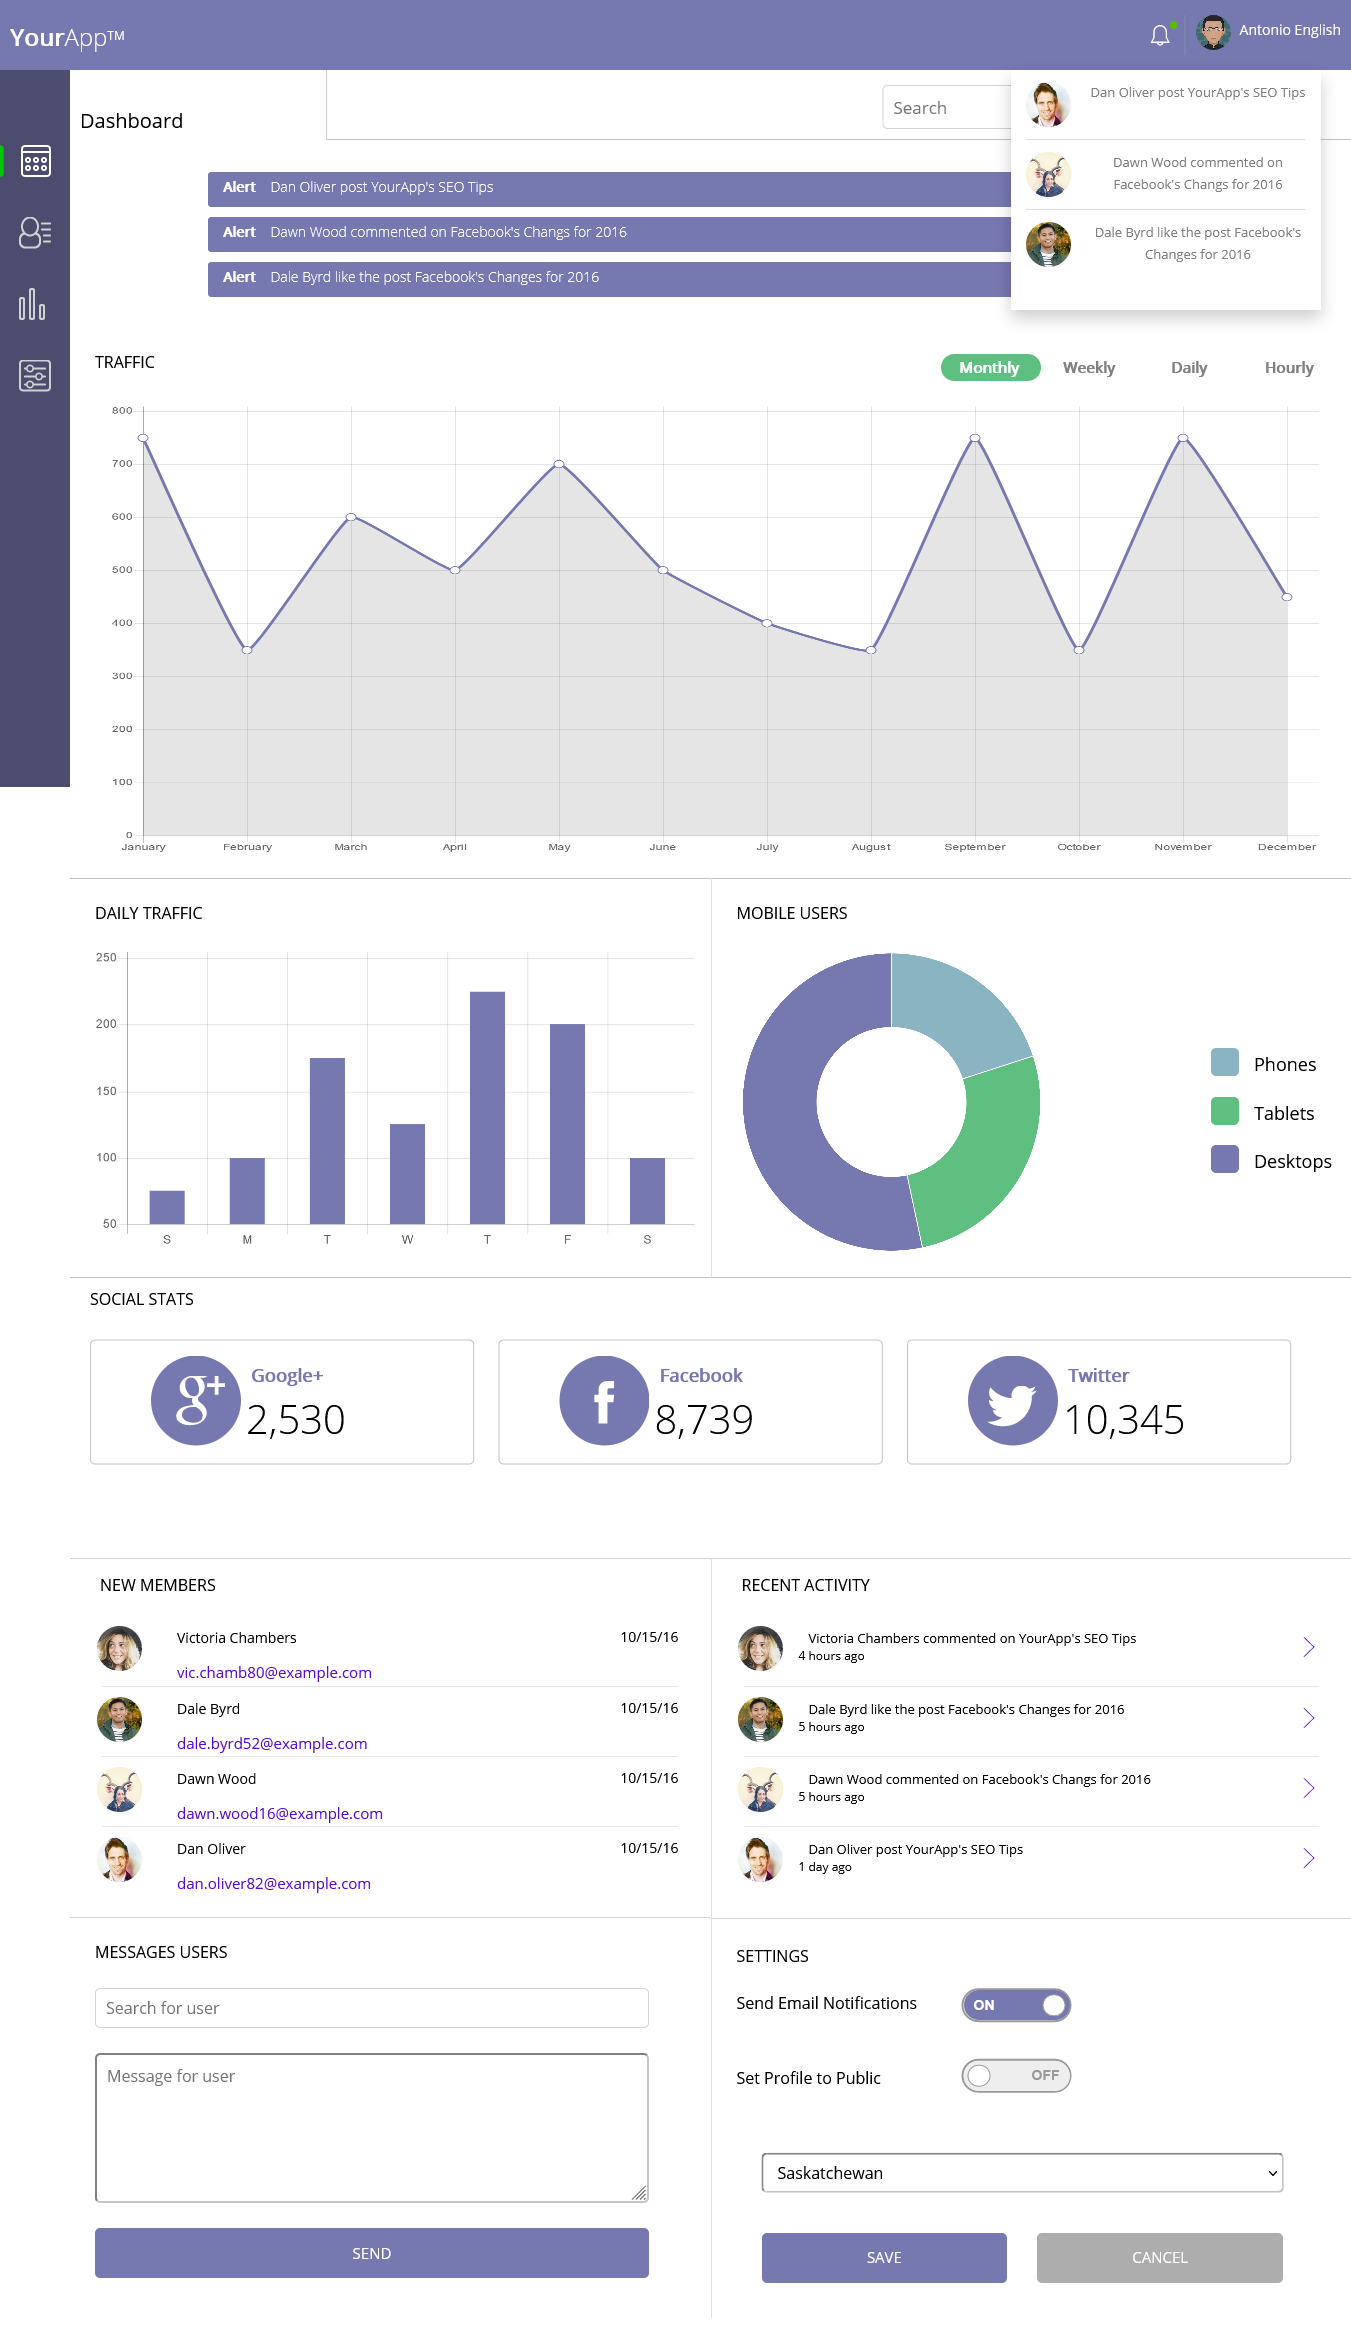 YourApp™
Antonio English
Dashboard
Search
Dan Oliver post YourApp's SEO Tips
Dawn Wood commented on
Facebook's Changs for 2016
Dale Byrd like the post Facebook's
Changes for 2016
Alert Dan Oliver post YourApp's SEO Tips
Alert Dawn Wood commented on Facebook's Changs for 2016
Alert Dale Byrd like the post Facebook's Changes for 2016
TRAFFIC
Monthly Weekly Daily Hourly
800
700
600
500
400
300
200
100
0
January February March April May June July August September October November December
DAILY TRAFFIC
250
200
150
100
50
S M T W T F S
MOBILE USERS
Phones
Tablets
Desktops
SOCIAL STATS
g+ Google+
2,530
f Facebook
8,739
Twitter
10,345
NEW MEMBERS
Victoria Chambers 10/15/16
vic.chamb80@example.com
Dale Byrd 10/15/16
dale.byrd52@example.com
Dawn Wood 10/15/16
dawn.wood16@example.com
Dan Oliver 10/15/16
dan.oliver82@example.com
RECENT ACTIVITY
Victoria Chambers commented on YourApp's SEO Tips
4 hours ago
Dale Byrd like the post Facebook's Changes for 2016
5 hours ago
Dawn Wood commented on Facebook's Changs for 2016
5 hours ago
Dan Oliver post YourApp's SEO Tips
1 day ago
MESSAGES USERS
Search for user
Message for user
SEND
SETTINGS
Send Email Notifications ON
Set Profile to Public OFF
Saskatchewan
SAVE CANCEL